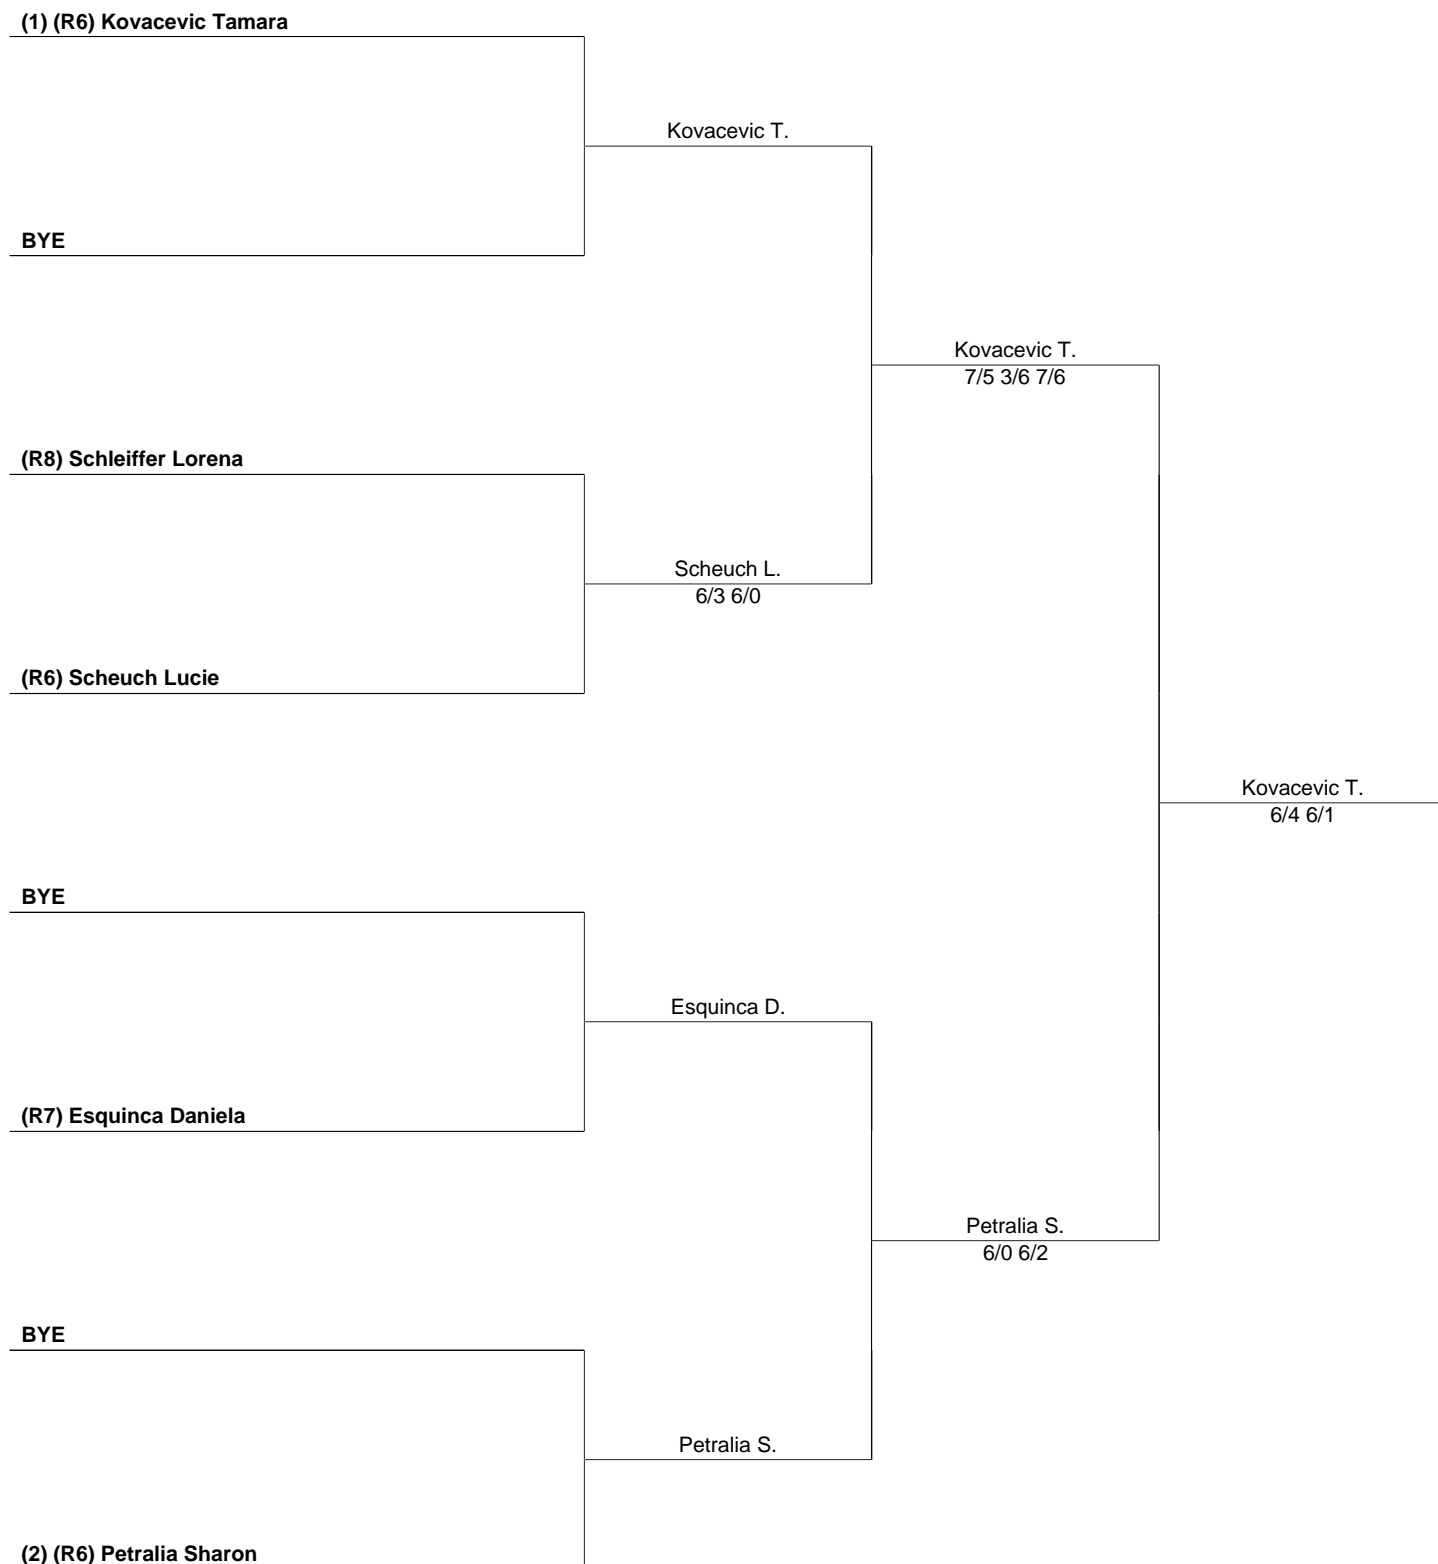 (1) (R6) Kovacevic Tamara
Kovacevic T.
BYE
Kovacevic T.
7/5 3/6 7/6
(R8) Schleiffer Lorena
Scheuch L.
6/3 6/0
(R6) Scheuch Lucie
Kovacevic T.
6/4 6/1
BYE
Esquinca D.
(R7) Esquinca Daniela
Petralia S.
6/0 6/2
BYE
Petralia S.
(2) (R6) Petralia Sharon